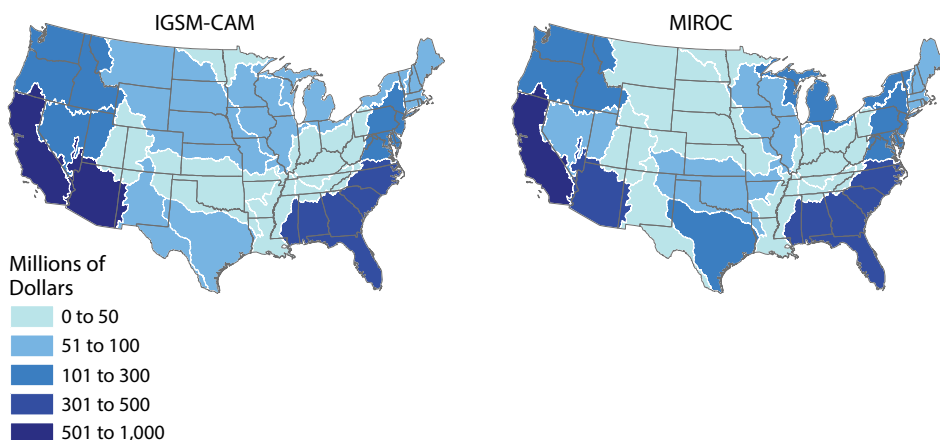 IGSM-CAM
MIROC
Millions of
Dollars
0 to 50
51 to 100
101 to 300
301 to 500
501 to 1,000